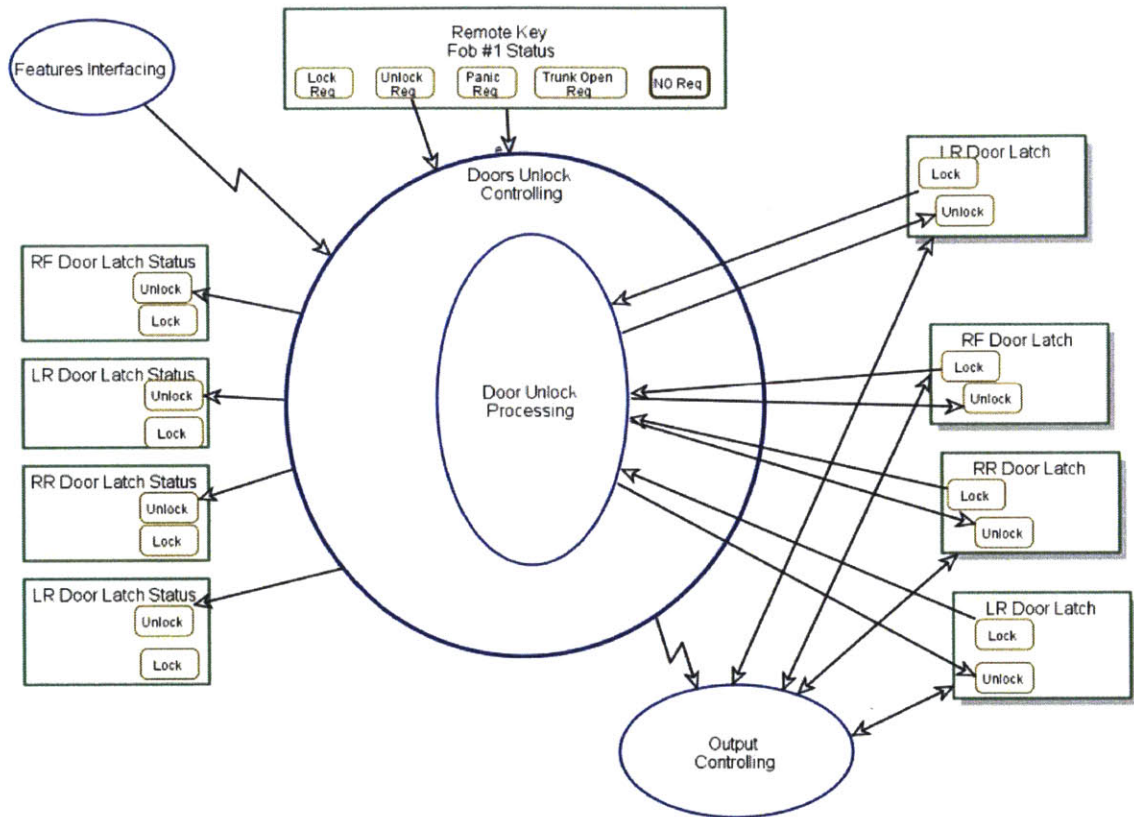 Features Interfacing
Remote Key
Fob #1 Status
Lock
Req
Unlock
Req
Panic
Req
Trunk Open
Req
NO Req
e
Doors Unlock
Controlling
Door Unlock
Processing
RF Door Latch Status
Unlock
Lock
LR Door Latch Status
Unlock
Lock
RR Door Latch Status
Unlock
Lock
LR Door Latch Status
Unlock
Lock
LR Door Latch
Lock
Unlock
RF Door Latch
Lock
Unlock
RR Door Latch
Lock
Unlock
LR Door Latch
Lock
Unlock
Output
Controlling